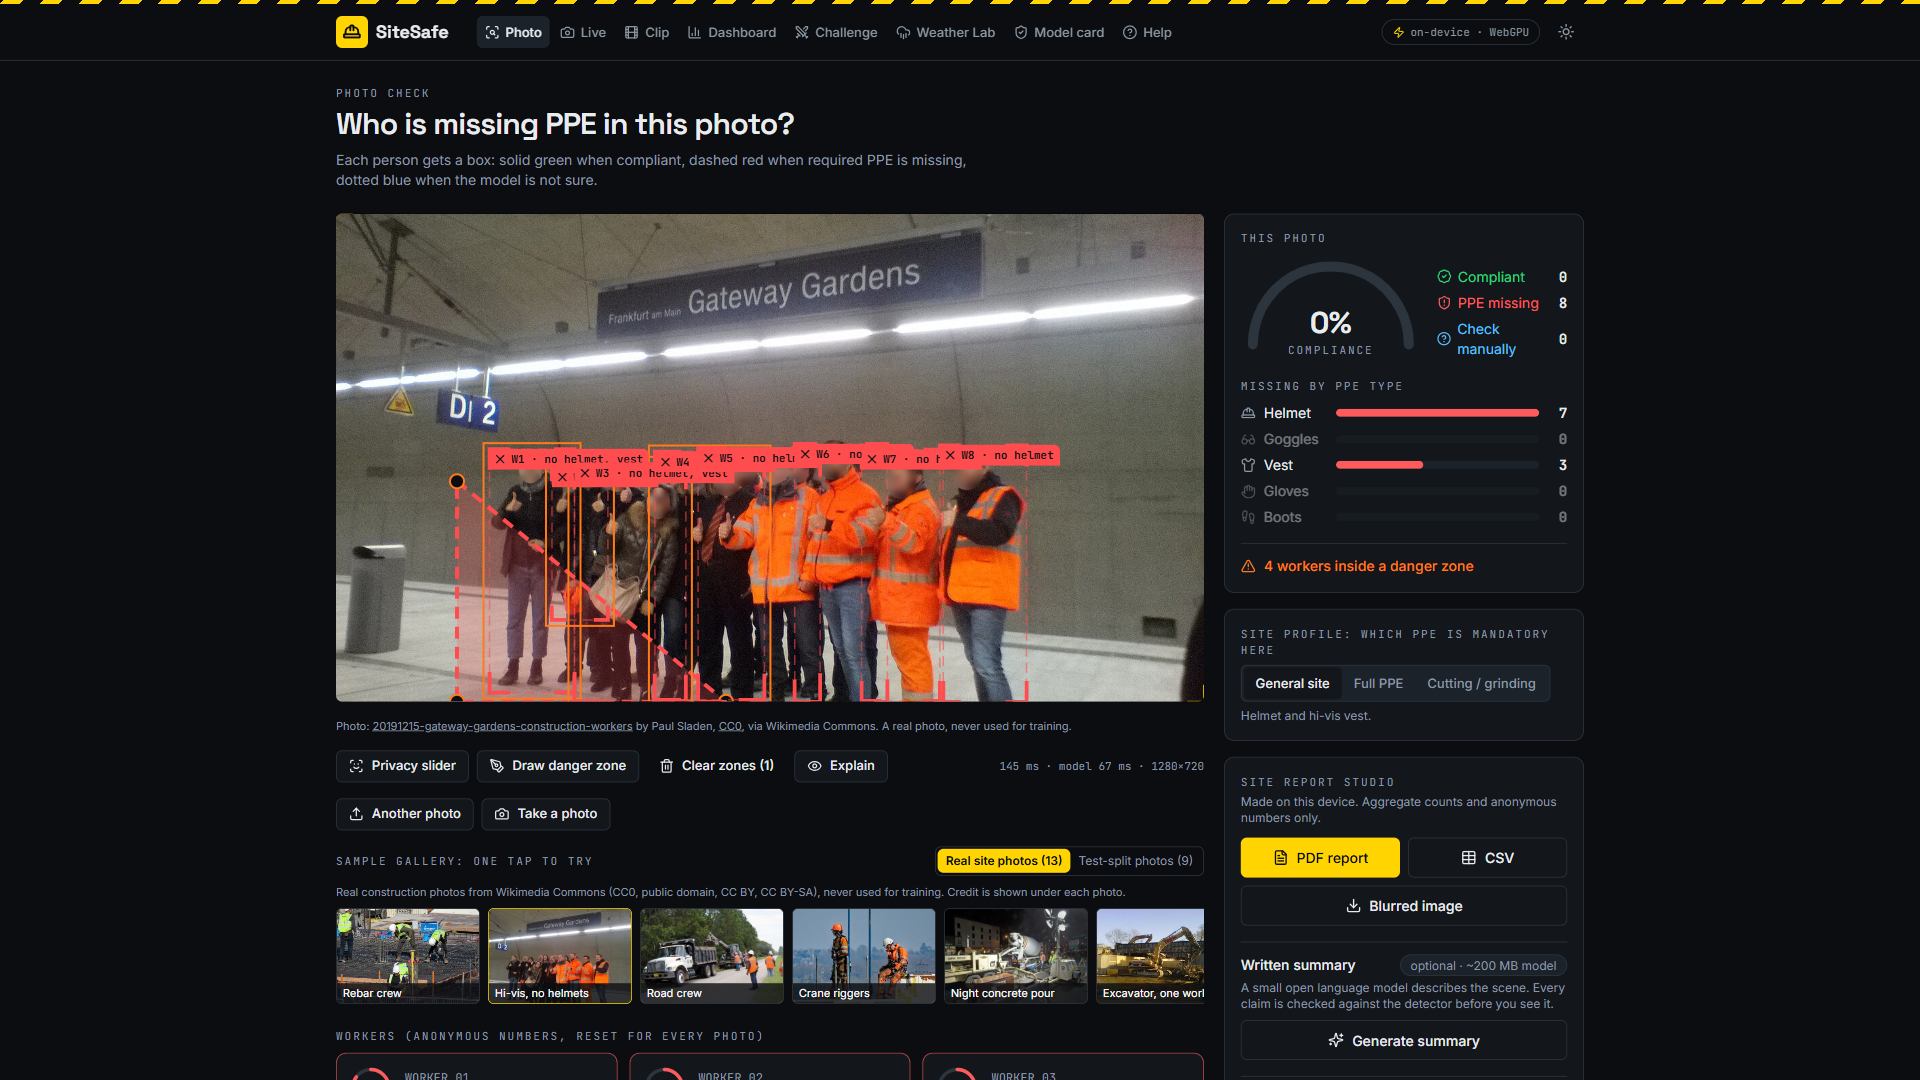 SiteSafe
Photo
Live
Clip
Dashboard
Challenge
Weather Lab
Model card
Help
on-device · WebGPU
PHOTO CHECK
Who is missing PPE in this photo?
Each person gets a box: solid green when compliant, dashed red when required PPE is missing,
dotted blue when the model is not sure.
Frankfurt am Main Gateway Gardens
D 2
W1 · no helmet, vest
W3 · no helmet, vest
W4
W5 · no
W6 · no
W7 · no
W8 · no helmet
Photo: 20191215-gateway-gardens-construction-workers by Paul Sladen, CC0, via Wikimedia Commons. A real photo, never used for training.
Privacy slider
Draw danger zone
Clear zones (1)
Explain
145 ms · model 67 ms · 1280×720
Another photo
Take a photo
SAMPLE GALLERY: ONE TAP TO TRY
Real site photos (13)
Test-split photos (9)
Real construction photos from Wikimedia Commons (CC0, public domain, CC BY, CC BY-SA), never used for training. Credit is shown under each photo.
Rebar crew
Hi-vis, no helmets
Road crew
Crane riggers
Night concrete pour
Excavator, one
WORKERS (ANONYMOUS NUMBERS, RESET FOR EVERY PHOTO)
WORKER 01
WORKER 02
WORKER 03
THIS PHOTO
0%
COMPLIANCE
Compliant 0
PPE missing 8
Check manually 0
MISSING BY PPE TYPE
Helmet 7
Goggles 0
Vest 3
Gloves 0
Boots 0
4 workers inside a danger zone
SITE PROFILE: WHICH PPE IS MANDATORY
HERE
General site
Full PPE
Cutting / grinding
Helmet and hi-vis vest.
SITE REPORT STUDIO
Made on this device. Aggregate counts and anonymous
numbers only.
PDF report
CSV
Blurred image
Written summary
optional · ~200 MB model
A small open language model describes the scene. Every
claim is checked against the detector before you see it.
Generate summary